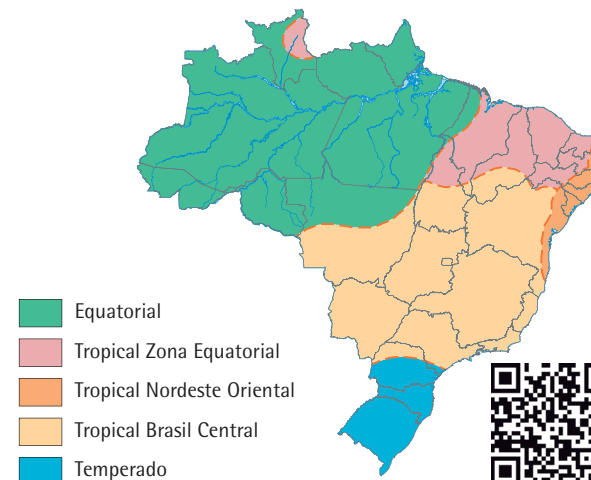 Equatorial
Tropical Zona Equatorial
Tropical Nordeste Oriental
Tropical Brasil Central
Temperado